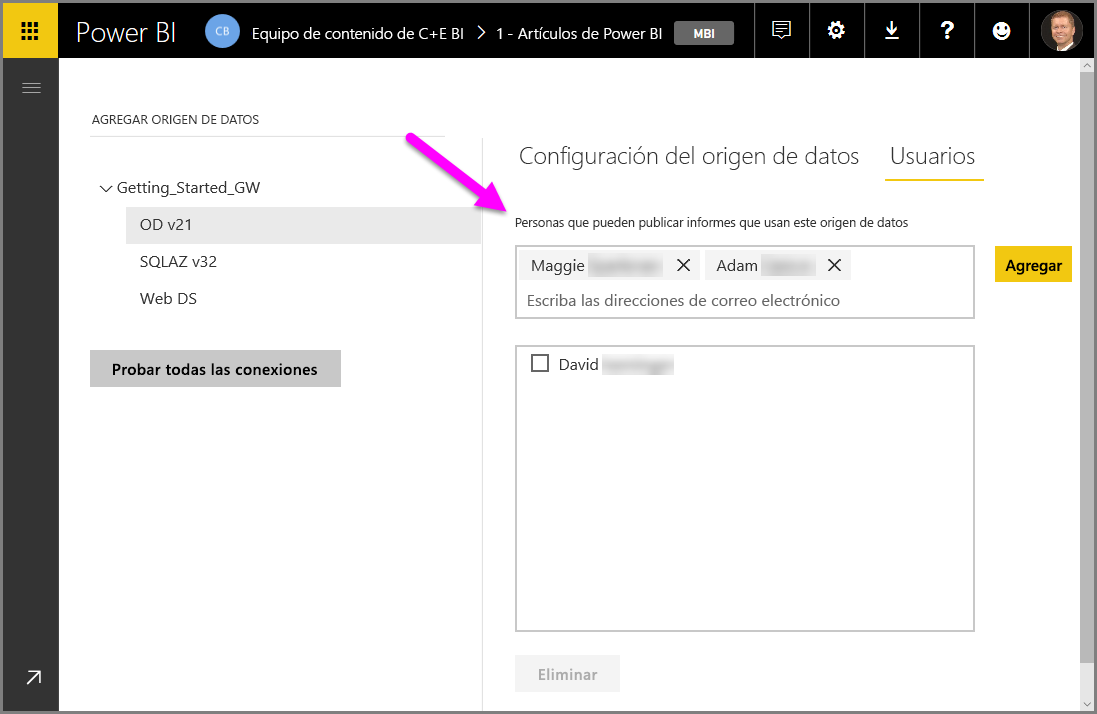 Power BI CB Equipo de contenido de C+E BI > 1 - Artículos de Power BI MBI ?
AGREGAR ORIGEN DE DATOS
Getting_Started_GW
OD v21
SQLAZ v32
Web DS
Probar todas las conexiones
Configuración del origen de datos Usuarios
Personas que pueden publicar informes que usan este origen de datos
Maggie Adam
Escriba las direcciones de correo electrónico
Agregar
David
Eliminar